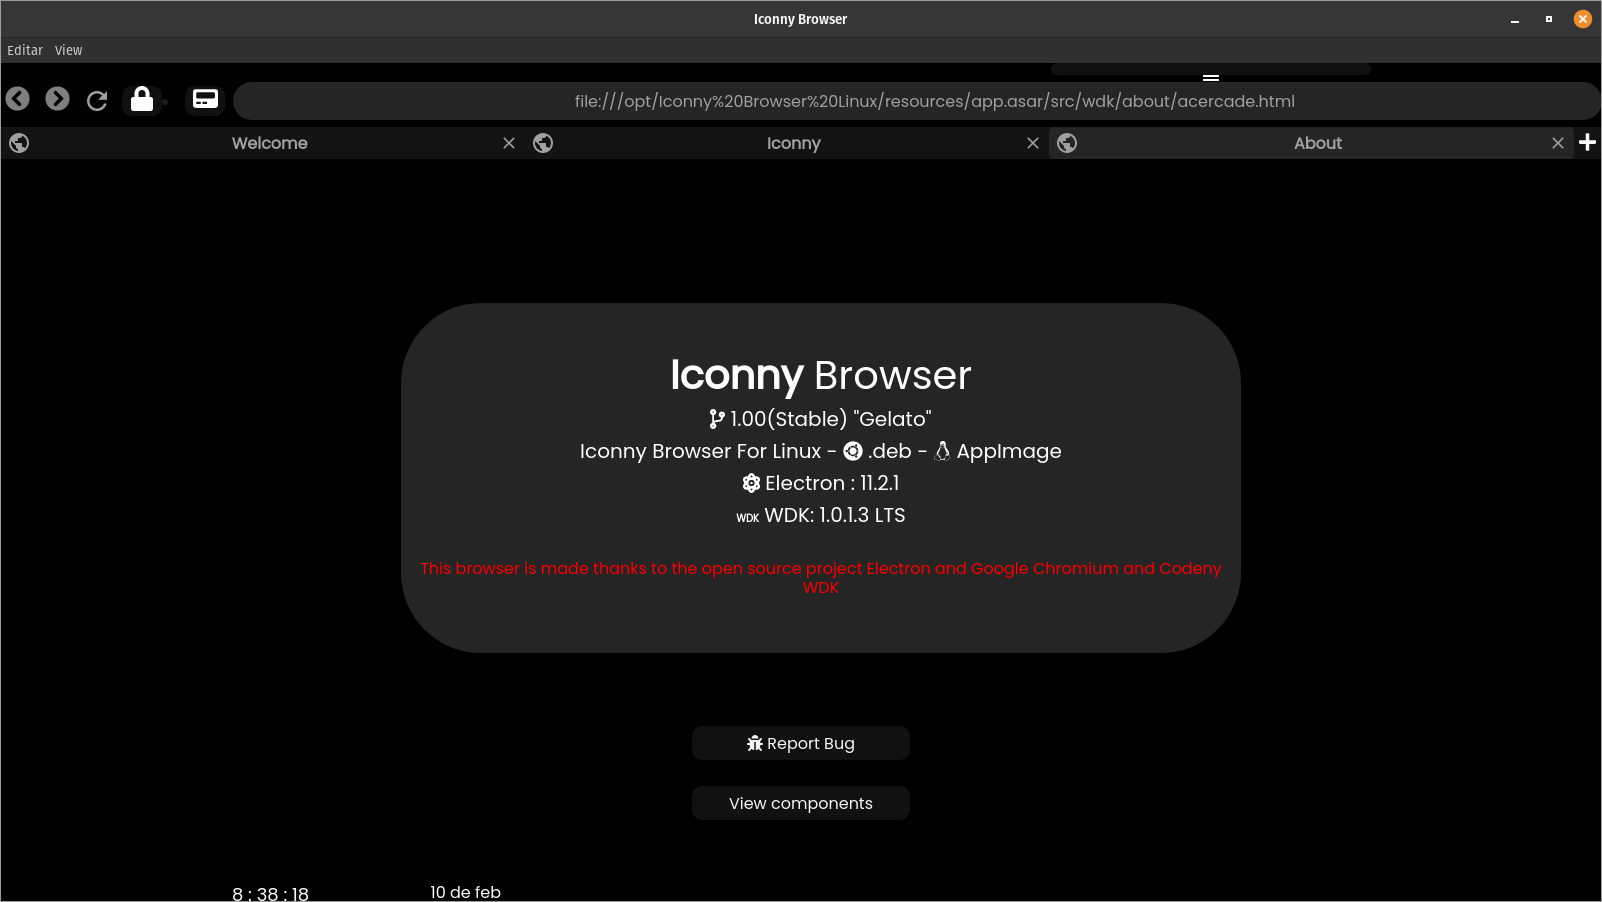 Iconny Browser
Editar View
file:///opt/Iconny%20Browser%20Linux/resources/app.asar/src/wdk/about/acercade.html
Welcome Iconny About
Iconny Browser
1.00(Stable) "Gelato"
Iconny Browser For Linux - .deb - AppImage
Electron : 11.2.1
WDK WDK: 1.0.1.3 LTS
This browser is made thanks to the open source project Electron and Google Chromium and Codeny
WDK
Report Bug
View components
8 : 38 : 18 10 de feb